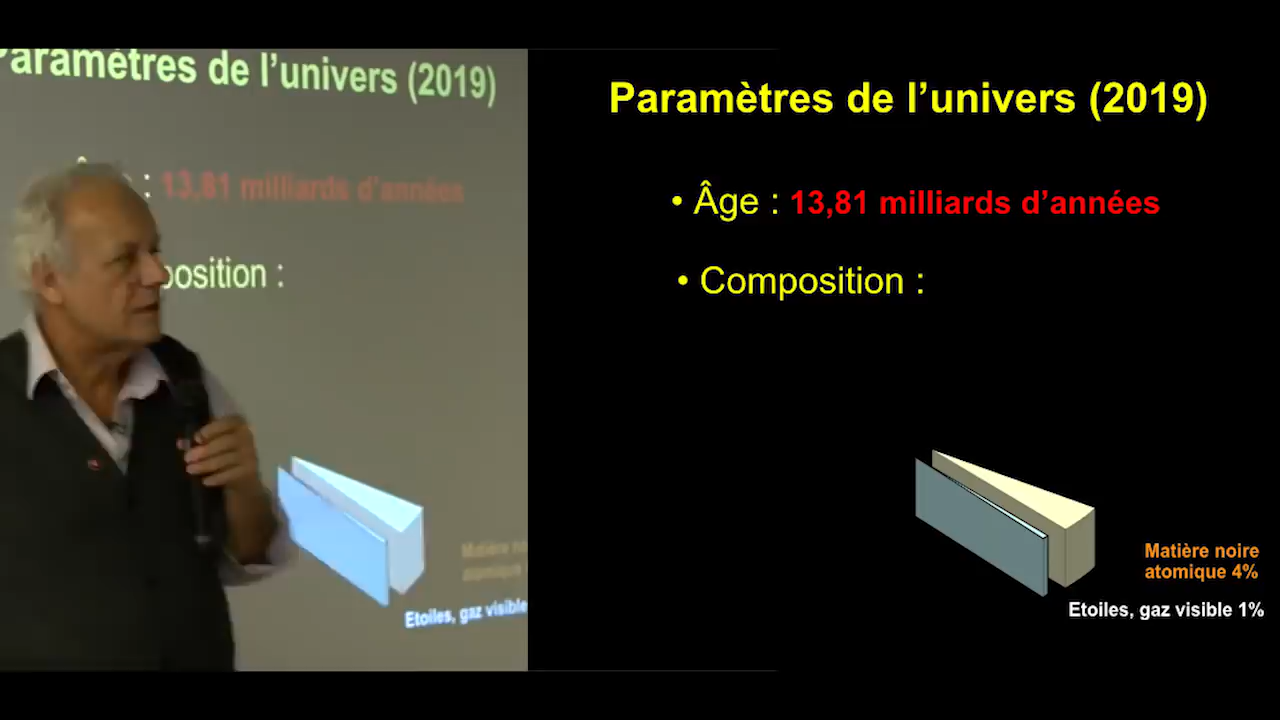 Paramètres de l'univers (2019)
: 13,81 milliards d'années
position :
Etoiles, gaz visible
Paramètres de l'univers (2019)
• Âge : 13,81 milliards d'années
• Composition :
Matière noire
atomique 4%
Etoiles, gaz visible 1%